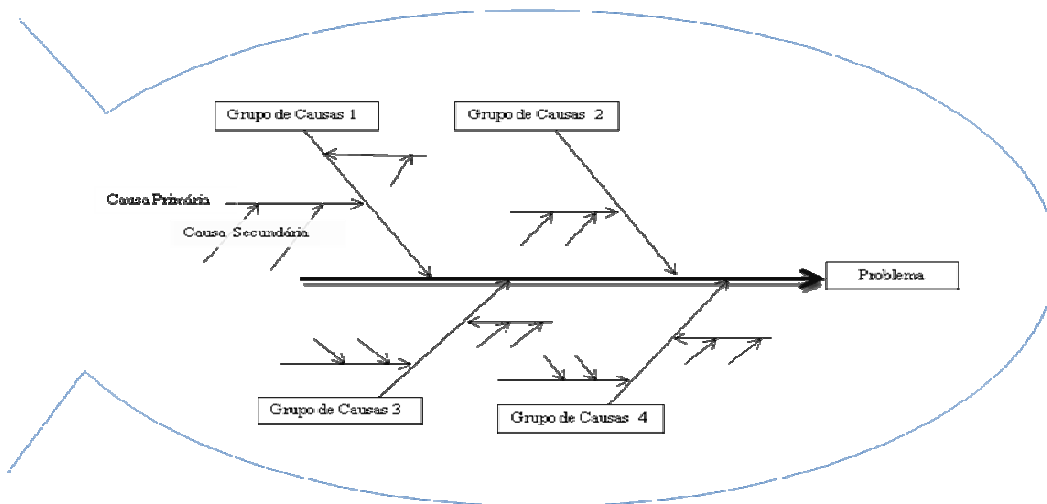 Grupo de Causas 1
Grupo de Causas 2
Causa Primária
Causa Secundária
Problema
Grupo de Causas 3
Grupo de Causas 4